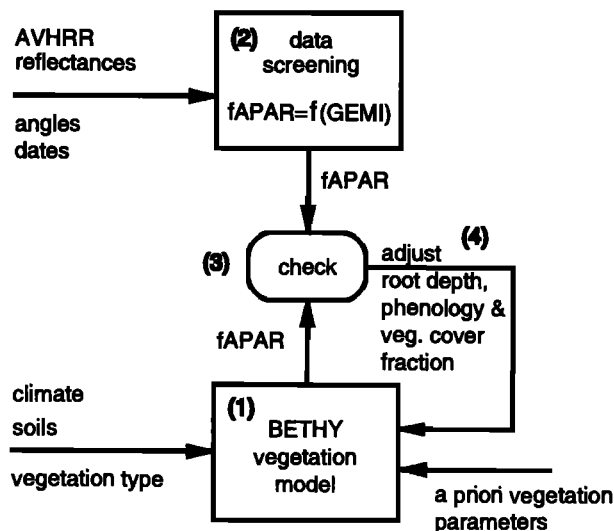 AVHRR
reflectances
angles
dates
(2) data
screening
fAPAR=f(GEMI)
fAPAR
(3)
check
(4)
adjust
root depth,
phenology &
veg. cover
fraction
fAPAR
climate
soils
vegetation type
(1)
BETHY
vegetation
model
a priori vegetation
parameters